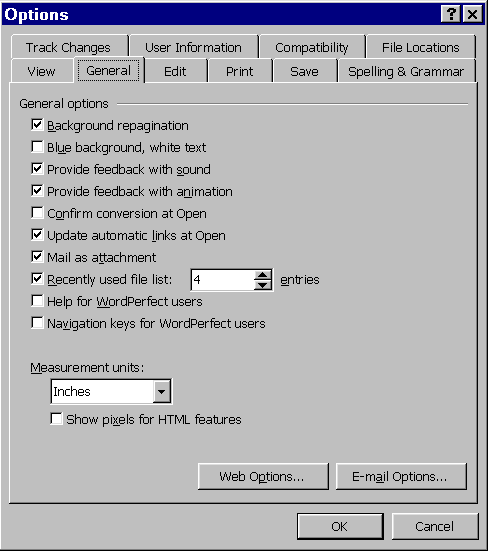 Options
Track Changes User Information Compatibility File Locations
View General Edit Print Save Spelling & Grammar
General options
Background repagination
Blue background, white text
Provide feedback with sound
Provide feedback with animation
Confirm conversion at Open
Update automatic links at Open
Mail as attachment
Recently used file list: 4 entries
Help for WordPerfect users
Navigation keys for WordPerfect users
Measurement units:
Inches
Show pixels for HTML features
Web Options... E-mail Options...
OK Cancel